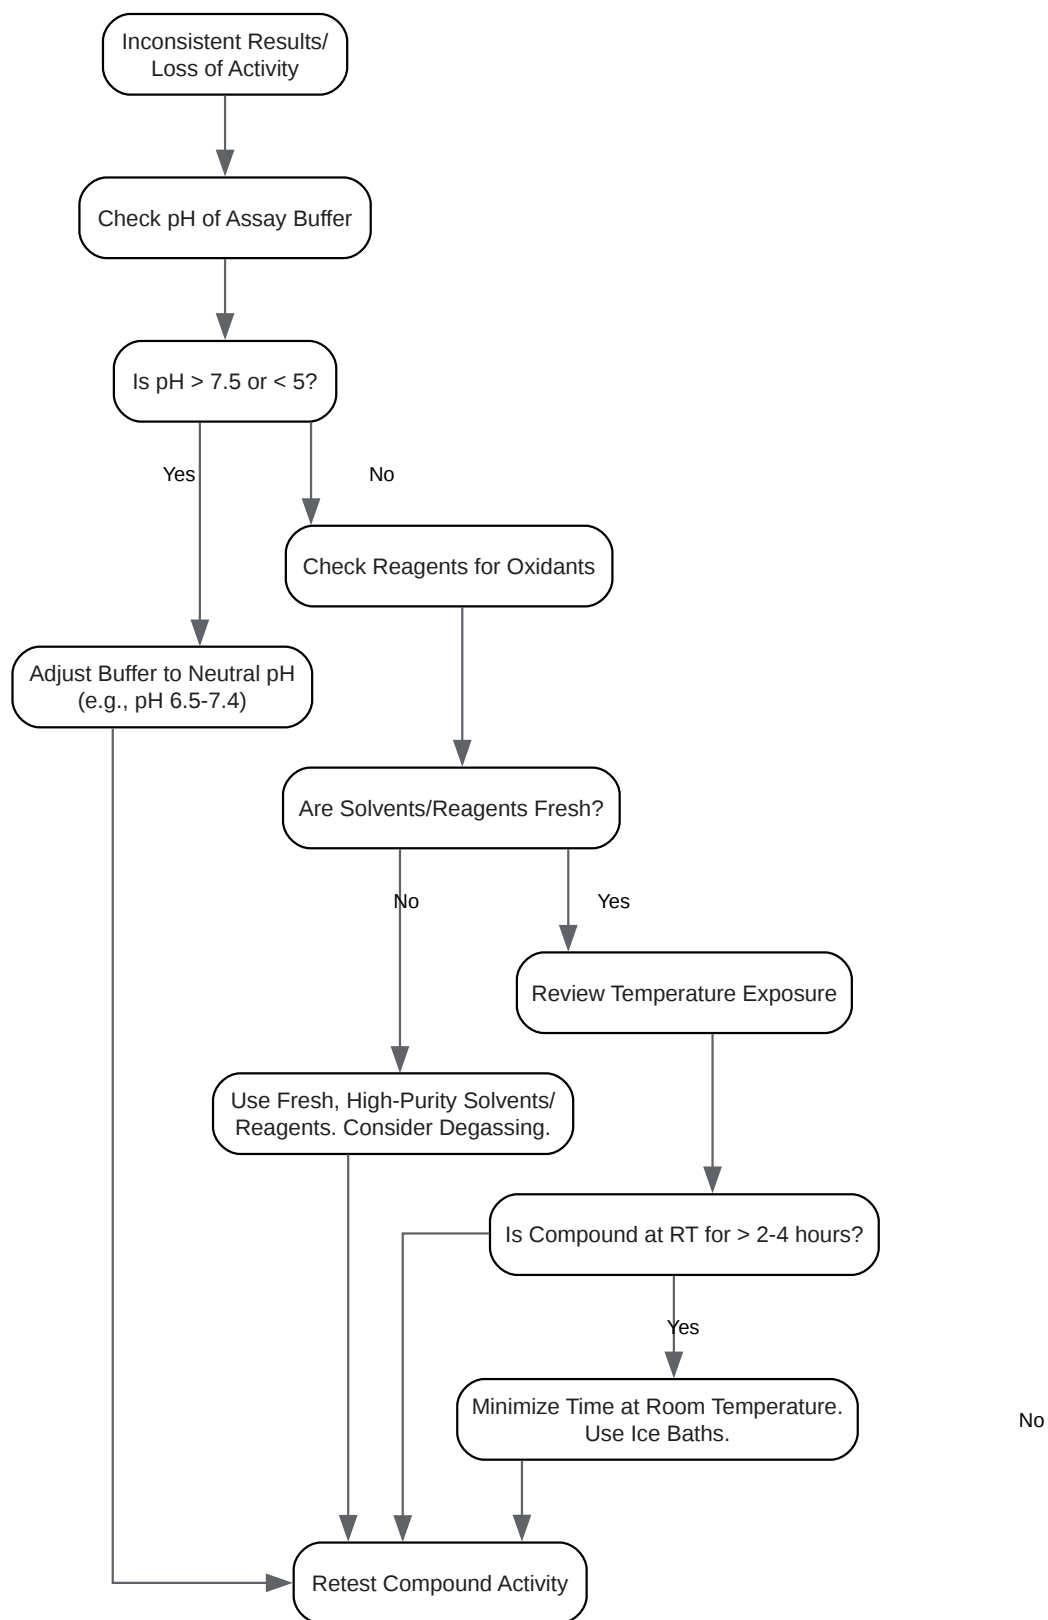 Inconsistent Results/
Loss of Activity
Check pH of Assay Buffer
Is pH > 7.5 or < 5?
Yes
No
Check Reagents for Oxidants
Adjust Buffer to Neutral pH
(e.g., pH 6.5-7.4)
Are Solvents/Reagents Fresh?
No
Yes
Review Temperature Exposure
Use Fresh, High-Purity Solvents/
Reagents. Consider Degassing.
Is Compound at RT for > 2-4 hours?
Yes
Minimize Time at Room Temperature.
Use Ice Baths.
No
Retest Compound Activity